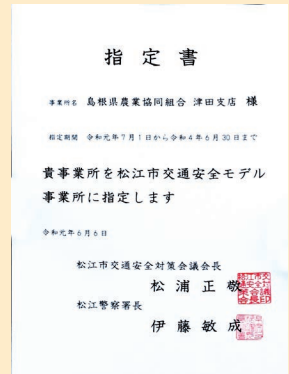 指定書
事業所名 島根県農業協同組合 津田支店 様
指定期間 令和元年7月1日から令和4年6月30日まで
貴事業所を松江市交通安全モデル
事業所に指定します
令和元年6月6日
松江市交通安全対策会議会長
松浦正敬
松江警察署長
伊藤敏成